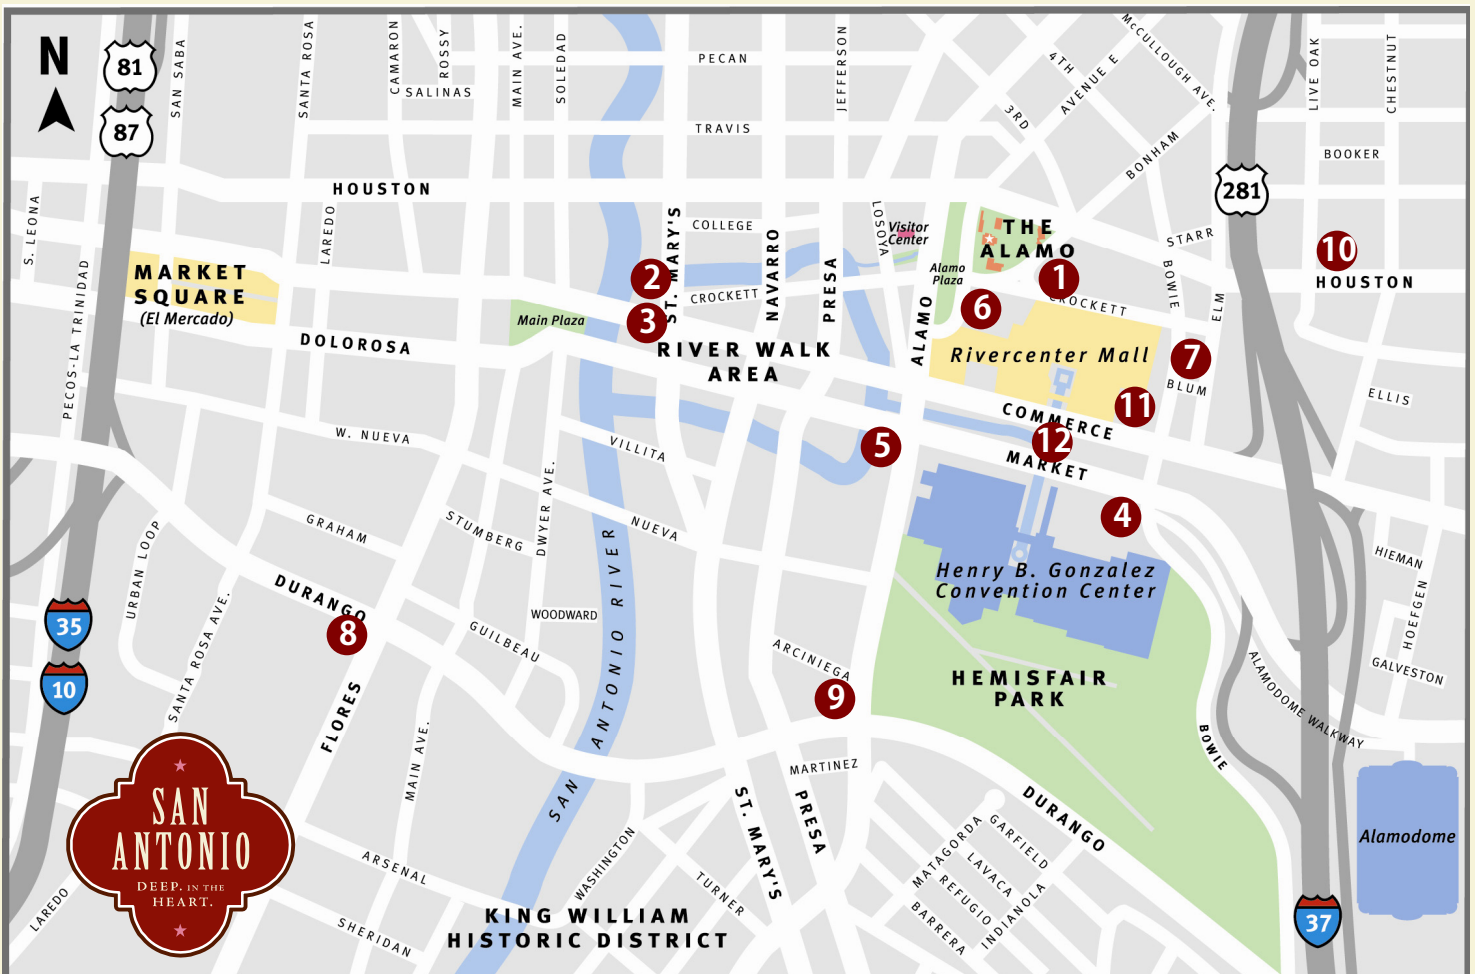 N
81
87
SAN SABA
SANTA ROSA
CAMARON
ROSSY
SALINAS
MAIN AVE.
SOLEDAD
PECAN
JEFFERSON
TRAVIS
4TH
AVENUE E
McCULLOUGH AVE.
3RD
BONHAM
281
LIVE OAK
CHESTNUT
BOOKER
HOUSTON
S. LEONA
LAREDO
ST. MARY'S
COLLEGE
NAVARRO
PRESA
LOSOYA
Visitor
Center
THE
ALAMO
STARR
10
HOUSTON
MARKET
SQUARE
(El Mercado)
PECOS-LA TRINIDAD
2
3
CROCKETT
Alamo
Plaza
1
6
CROCKETT
BOWIE
ELM
Main Plaza
DOLOROSA
RIVER WALK
AREA
ALAMO
Rivercenter Mall
7
BLUM
ELLIS
11
COMMERCE
12
MARKET
W. NUEVA
VILLITA
5
4
GRAHAM
STUMBERG
DWYER AVE.
NUEVA
URBAN LOOP
DURANGO
8
SANTA ROSA AVE.
WOODWARD
GUILBEAU
SAN ANTONIO RIVER
Henry B. Gonzalez
Convention Center
HIEMAN
HOEFGEN
GALVESTON
35
10
ARCINIEGA
9
HEMISFAIR
PARK
ALAMODOME WALKWAY
BOWIE
FLORES
MAIN AVE.
MARTINEZ
ST. MARY'S
PRESA
DURANGO
SAN
ANTONIO
DEEP. IN THE
HEART.
ARSENAL
WASHINGTON
TURNER
MATAGORDA
GARFIELD
LAVACA
REFUGIO
INDIANOLA
BARRERA
Alamodome
LAREDO
SHERIDAN
KING WILLIAM
HISTORIC DISTRICT
37